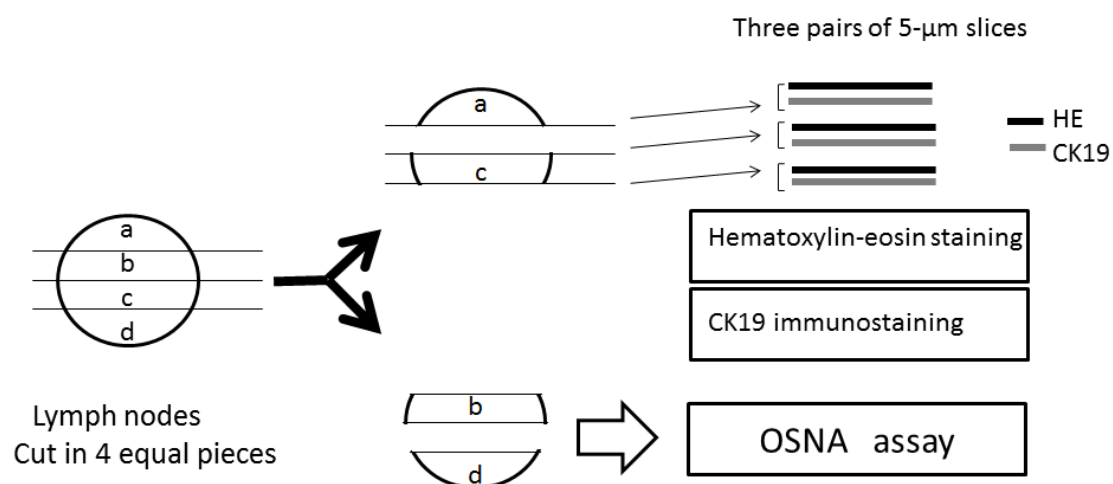 Three pairs of 5-μm slices
a
c
HE
CK19
a
b
c
d
Hematoxylin-eosin staining
CK19 immunostaining
Lymph nodes
Cut in 4 equal pieces
b
d
OSNA assay